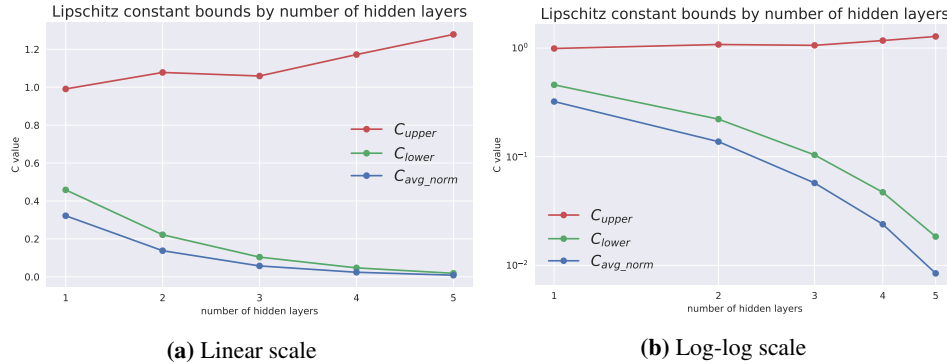 Lipschitz constant bounds by number of hidden layers
1.2
1.0
0.8
0.6
0.4
0.2
0.0
C value
C_upper
C_lower
C_avg_norm
1 2 3 4 5
number of hidden layers
(a) Linear scale
Lipschitz constant bounds by number of hidden layers
10^0
10^−1
10^−2
C value
C_upper
C_lower
C_avg_norm
1 2 3 4 5
number of hidden layers
(b) Log-log scale